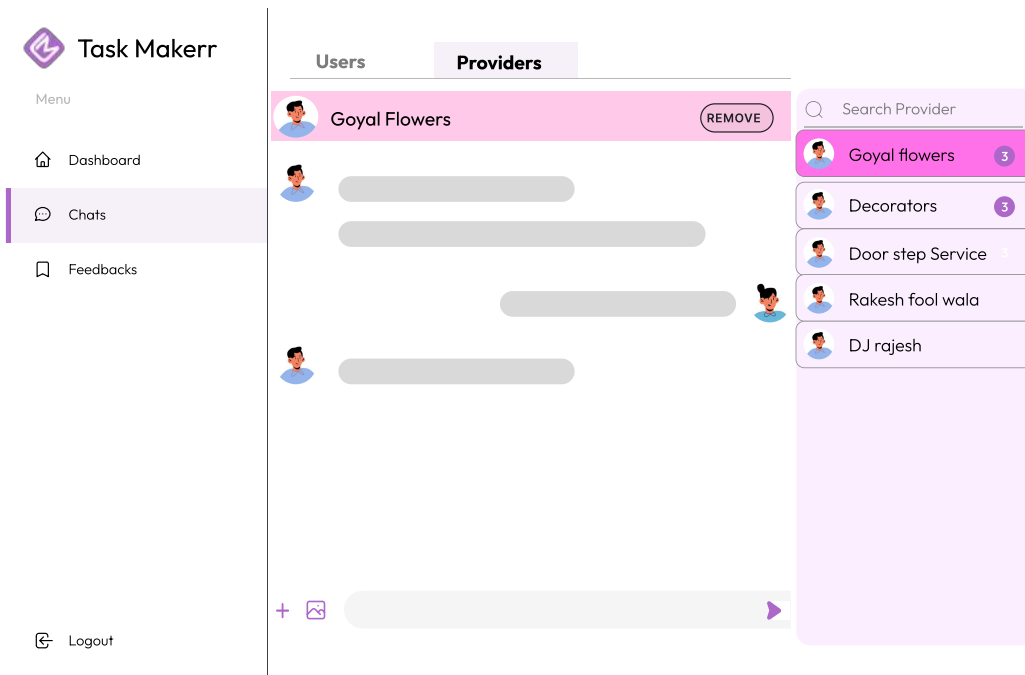 Task Makerr
Menu
Dashboard
Chats
Feedbacks
Logout
Users
Providers
Goyal Flowers
REMOVE
Search Provider
Goyal flowers 3
Decorators 3
Door step Service 3
Rakesh fool wala
DJ rajesh